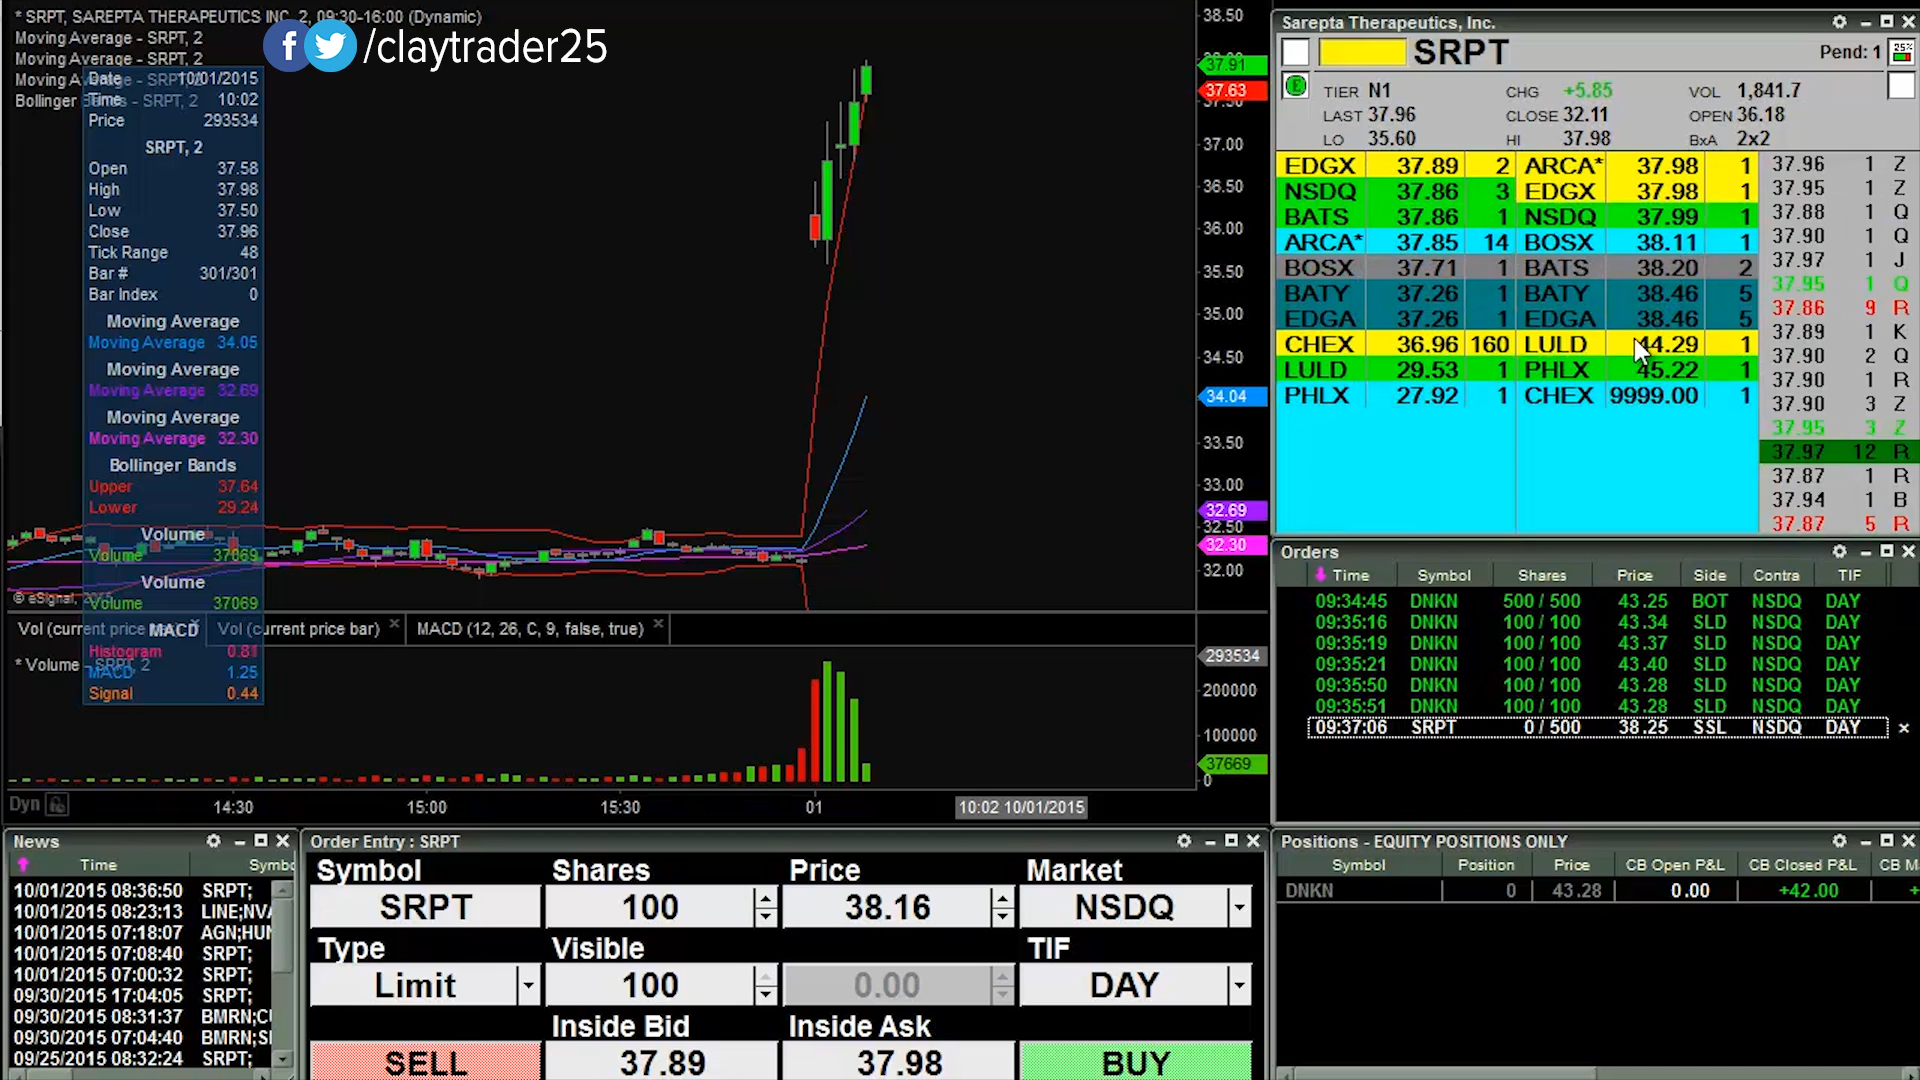 * SRPT, SAREPTA THERAPEUTICS INC, 2, 09:30-16:00 (Dynamic)
Moving Average - SRPT, 2
Moving Average - SRPT, 2
/claytrader25
Date 10/01/2015
Time 10:02
Price 293534
SRPT, 2
Open 37.58
High 37.98
Low 37.50
Close 37.96
Tick Range 48
Bar # 301/301
Bar Index 0
Moving Average
Moving Average 34.05
Moving Average
Moving Average 32.69
Moving Average
Moving Average 32.30
Bollinger Bands
Upper 37.64
Lower 29.24
Volume
Volume 37069
Volume
Volume 37069
MACD
Histogram 0.81
MACD 1.25
Signal 0.44
38.50
37.91
37.63
37.00
36.50
36.00
35.50
35.00
34.50
34.04
33.50
33.00
32.69
32.50
32.30
32.00
Vol (current price bar) MACD (12, 26, C, 9, false, true)
* Volume - SRPT, 2
293534
200000
100000
37669
0
Dyn
14:30 15:00 15:30 01 10:02 10/01/2015
Sarepta Therapeutics, Inc.
SRPT Pend: 1 25%
E
TIER N1 CHG +5.85 VOL 1,841.7
LAST 37.96 CLOSE 32.11 OPEN 36.18
LO 35.60 HI 37.98 BxA 2x2
EDGX 37.89 2 ARCA* 37.98 1
NSDQ 37.86 3 EDGX 37.98 1
BATS 37.86 1 NSDQ 37.99 1
ARCA* 37.85 14 BOSX 38.11 1
BOSX 37.71 1 BATS 38.20 2
BATY 37.26 1 BATY 38.46 5
EDGA 37.26 1 EDGA 38.46 5
CHEX 36.96 160 LULD 44.29 1
LULD 29.53 1 PHLX 45.22 1
PHLX 27.92 1 CHEX 9999.00 1
37.96 1 Z
37.95 1 Z
37.88 1 Q
37.90 1 Q
37.97 1 J
37.95 1 Q
37.86 9 R
37.89 1 K
37.90 2 Q
37.90 1 R
37.90 3 Z
37.95 3 Z
37.97 12 R
37.87 1 R
37.94 1 B
37.87 5 R
Orders
Time Symbol Shares Price Side Contra TIF
09:34:45 DNKN 500 / 500 43.25 BOT NSDQ DAY
09:35:16 DNKN 100 / 100 43.34 SLD NSDQ DAY
09:35:19 DNKN 100 / 100 43.37 SLD NSDQ DAY
09:35:21 DNKN 100 / 100 43.40 SLD NSDQ DAY
09:35:50 DNKN 100 / 100 43.28 SLD NSDQ DAY
09:35:51 DNKN 100 / 100 43.28 SLD NSDQ DAY
09:37:06 SRPT 0 / 500 38.25 SSL NSDQ DAY
News
Time Symbo
10/01/2015 08:36:50 SRPT;
10/01/2015 08:23:13 LINE;NVA
10/01/2015 07:18:07 AGN;HUN
10/01/2015 07:08:40 SRPT;
10/01/2015 07:00:32 SRPT;
09/30/2015 17:04:05 SRPT;
09/30/2015 08:31:37 BMRN;CU
09/30/2015 07:04:40 BMRN;SF
09/25/2015 08:32:24 SRPT;
Order Entry : SRPT
Symbol Shares Price Market
SRPT 100 38.16 NSDQ
Type Visible TIF
Limit 100 0.00 DAY
Inside Bid Inside Ask
SELL 37.89 37.98 BUY
Positions - EQUITY POSITIONS ONLY
Symbol Position Price CB Open P&L CB Closed P&L CB M
DNKN 0 43.28 0.00 +42.00 +